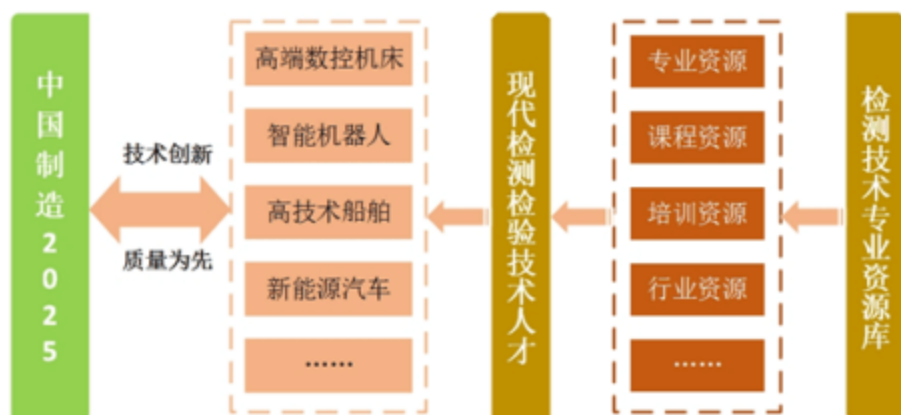 中国制造2025
技术创新
质量为先
高端数控机床
智能机器人
高技术船舶
新能源汽车
······
现代检测检验技术人才
专业资源
课程资源
培训资源
行业资源
······
检测技术专业资源库